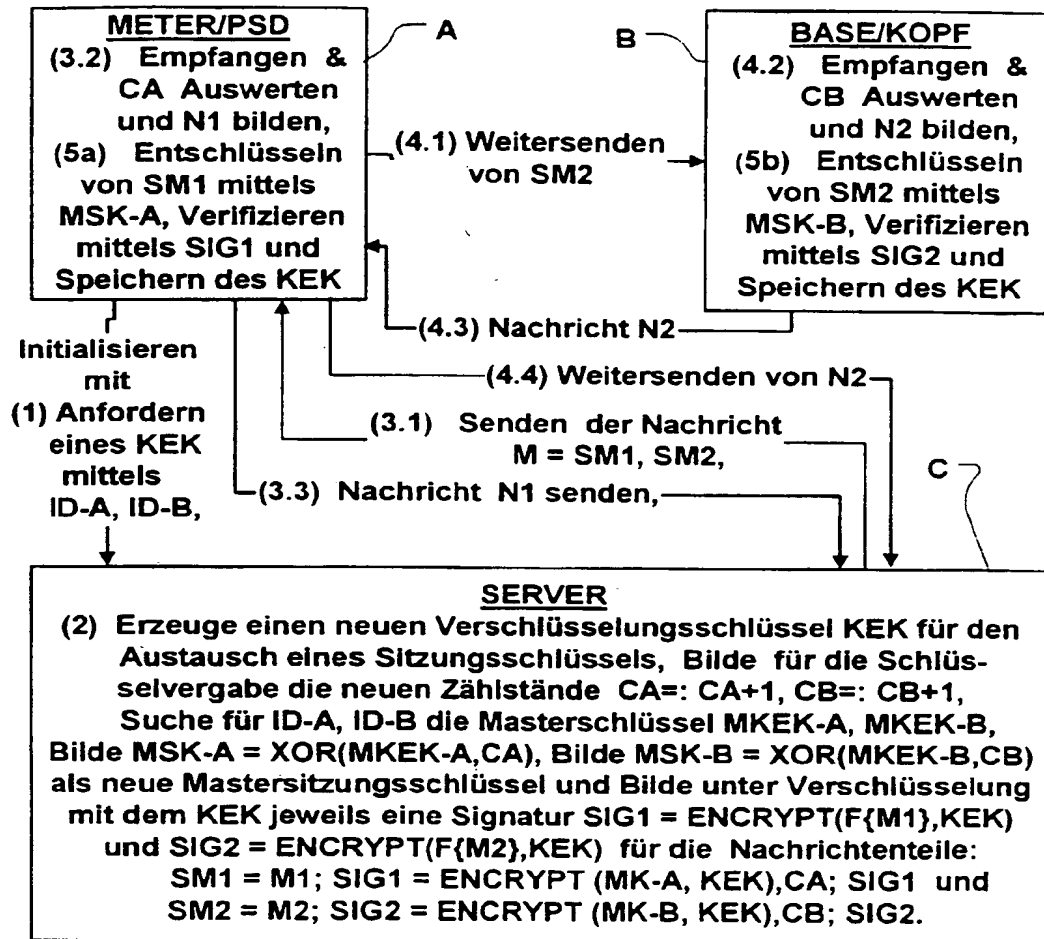 METER/PSD
(3.2) Empfangen &
CA Auswerten
und N1 bilden,
(5a) Entschlüsseln
von SM1 mittels
MSK-A, Verifizieren
mittels SIG1 und
Speichern des KEK
A
B
BASE/KOPF
(4.2) Empfangen &
CB Auswerten
und N2 bilden,
(5b) Entschlüsseln
von SM2 mittels
MSK-B, Verifizieren
mittels SIG2 und
Speichern des KEK
(4.1) Weitersenden
von SM2
(4.3) Nachricht N2
(4.4) Weitersenden von N2
Initialisieren
mit
(1) Anfordern
eines KEK
mittels
ID-A, ID-B,
(3.1) Senden der Nachricht
M = SM1, SM2,
(3.3) Nachricht N1 senden,
C
SERVER
(2) Erzeuge einen neuen Verschlüsselungsschlüssel KEK für den
Austausch eines Sitzungsschlüssels, Bilde für die Schlüs-
selvergabe die neuen Zählstände CA=: CA+1, CB=: CB+1,
Suche für ID-A, ID-B die Masterschlüssel MKEK-A, MKEK-B,
Bilde MSK-A = XOR(MKEK-A,CA), Bilde MSK-B = XOR(MKEK-B,CB)
als neue Mastersitzungsschlüssel und Bilde unter Verschlüsselung
mit dem KEK jeweils eine Signatur SIG1 = ENCRYPT(F{M1},KEK)
und SIG2 = ENCRYPT(F{M2},KEK) für die Nachrichtenteile:
SM1 = M1; SIG1 = ENCRYPT (MK-A, KEK),CA; SIG1 und
SM2 = M2; SIG2 = ENCRYPT (MK-B, KEK),CB; SIG2.